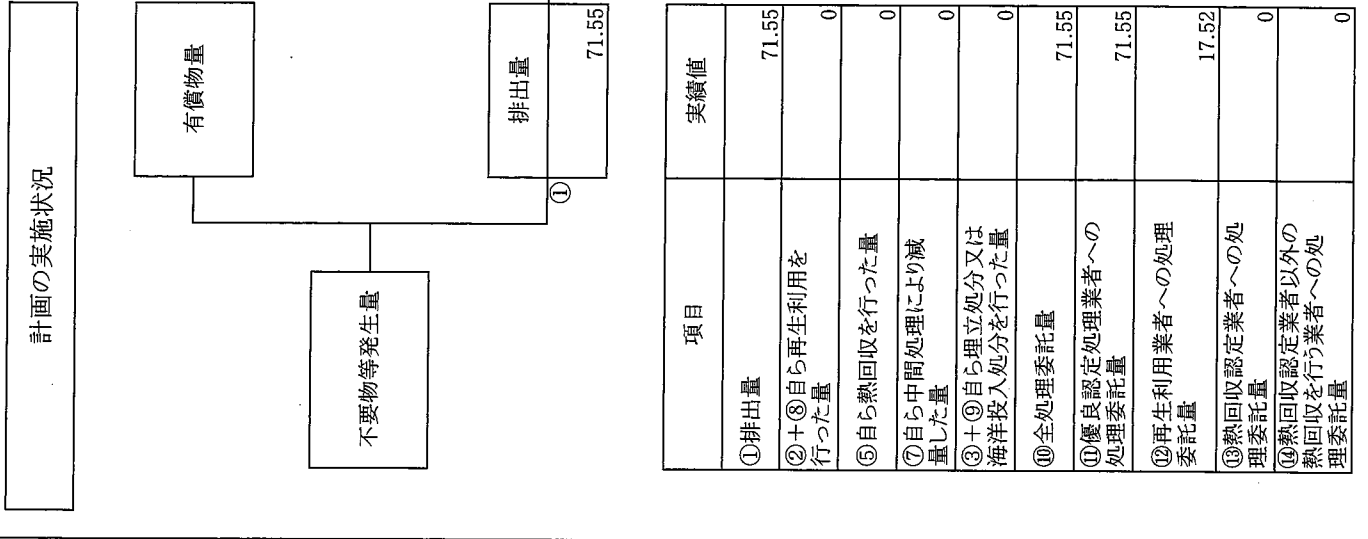 計画の実施状況
有償物量
不要物等発生量
排出量
①
71.55
項目
実績値
①排出量
71.55
②+⑧自ら再生利用を
行った量
0
⑤自ら熱回収を行った量
0
⑦自ら中間処理により減
量した量
0
③+⑨自ら埋立処分又は
海洋投入処分を行った量
0
⑩全処理委託量
71.55
⑪優良認定処理業者への
処理委託量
71.55
⑫再生利用業者への処理
委託量
17.52
⑬熱回収認定業者への処
理委託量
0
⑭熱回収認定業者以外の
熱回収を行う業者への処
理委託量
0